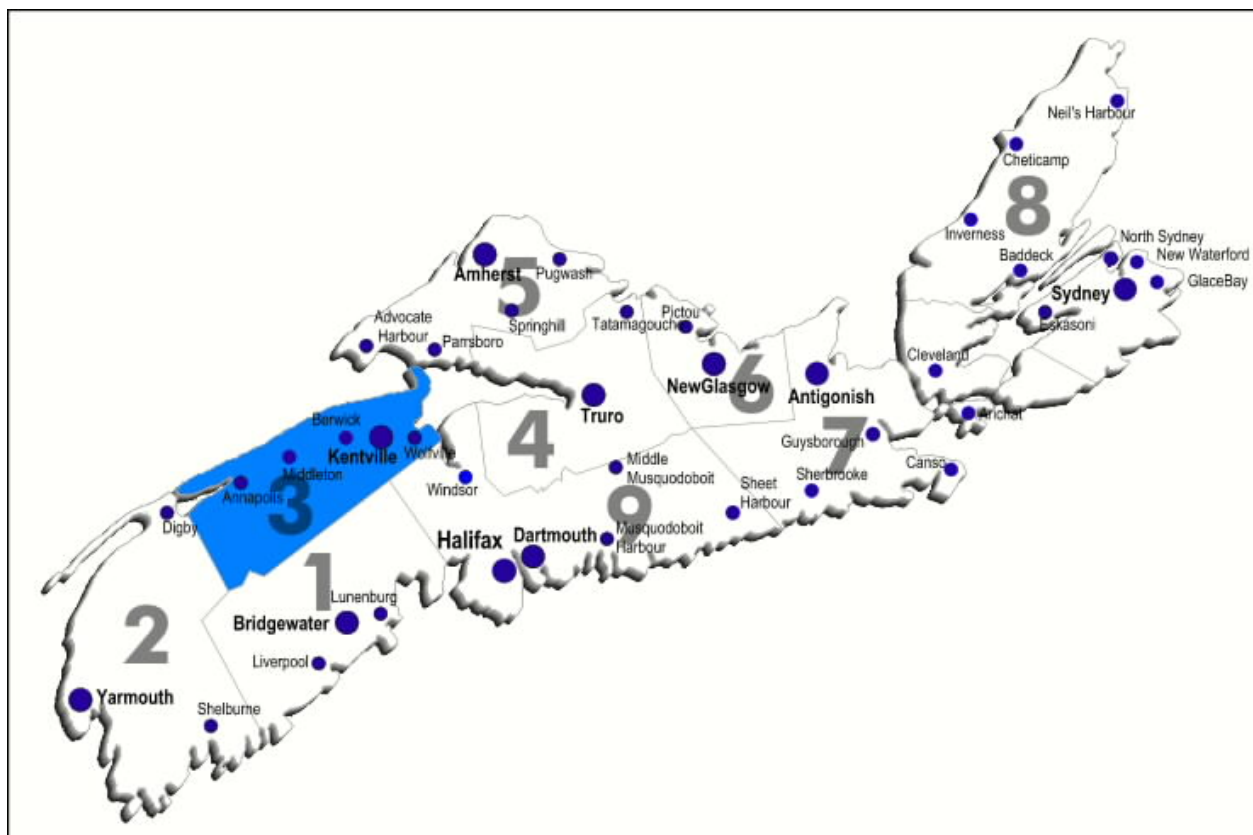 Neil's Harbour
Cheticamp
8
Inverness
North Sydney
New Waterford
Baddeck
GlaceBay
Sydney
Eskasoni
Amherst
Pugwash
5
Springhill
Tatamagouche
Pictou
Advocate
Harbour
Parrsboro
NewGlasgow
6
Cleveland
Antigonish
Truro
Arichat
Berwick
Kentville
Wolfville
4
7
Guysborough
Middleton
Annapolis
3
Windsor
Middle
Musquodoboit
Canso
Sherbrooke
Sheet
Harbour
Digby
9
Halifax
Dartmouth
Musquodoboit
Harbour
1
Lunenburg
Bridgewater
2
Liverpool
Yarmouth
Shelburne